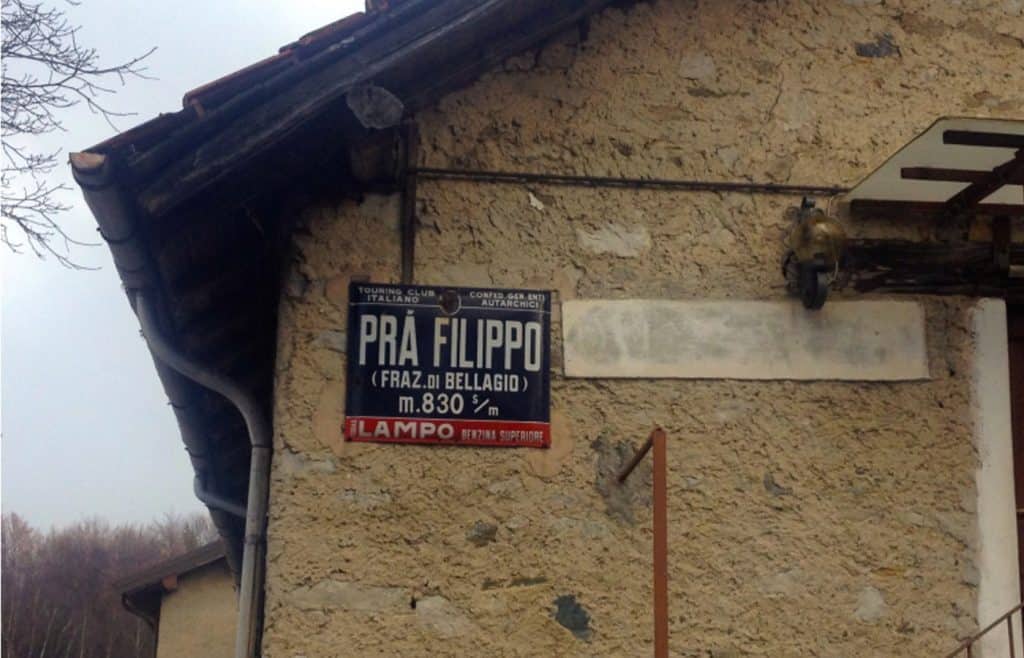 TOURING CLUB
ITALIANO
CONFED. GEN. ENTI
AUTARCHICI
PRÁ FILIPPO
(FRAZ. DI BELLAGIO)
m. 830 s/m
LAMPO BENZINA SUPERIORE